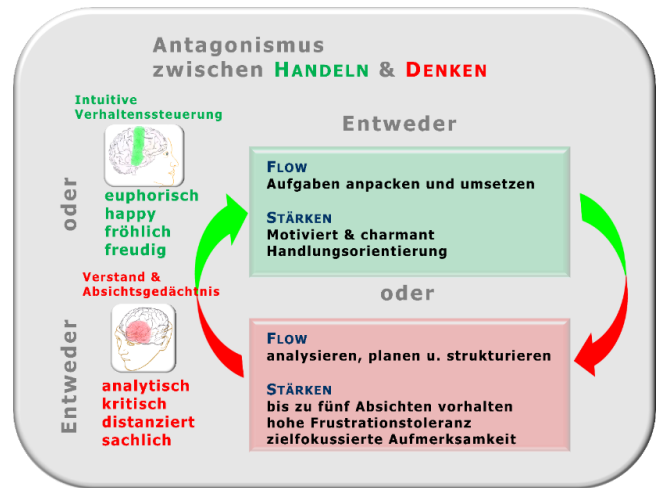 Antagonismus
zwischen HANDELN & DENKEN
Intuitive
Verhaltenssteuerung
euphorisch
happy
fröhlich
freudig
oder
Entweder
FLOW
Aufgaben anpacken und umsetzen
STÄRKEN
Motiviert & charmant
Handlungsorientierung
oder
Verstand &
Absichtsgedächtnis
analytisch
kritisch
distanziert
sachlich
Entweder
FLOW
analysieren, planen u. strukturieren
STÄRKEN
bis zu fünf Absichten vorhalten
hohe Frustrationstoleranz
zielfokussierte Aufmerksamkeit